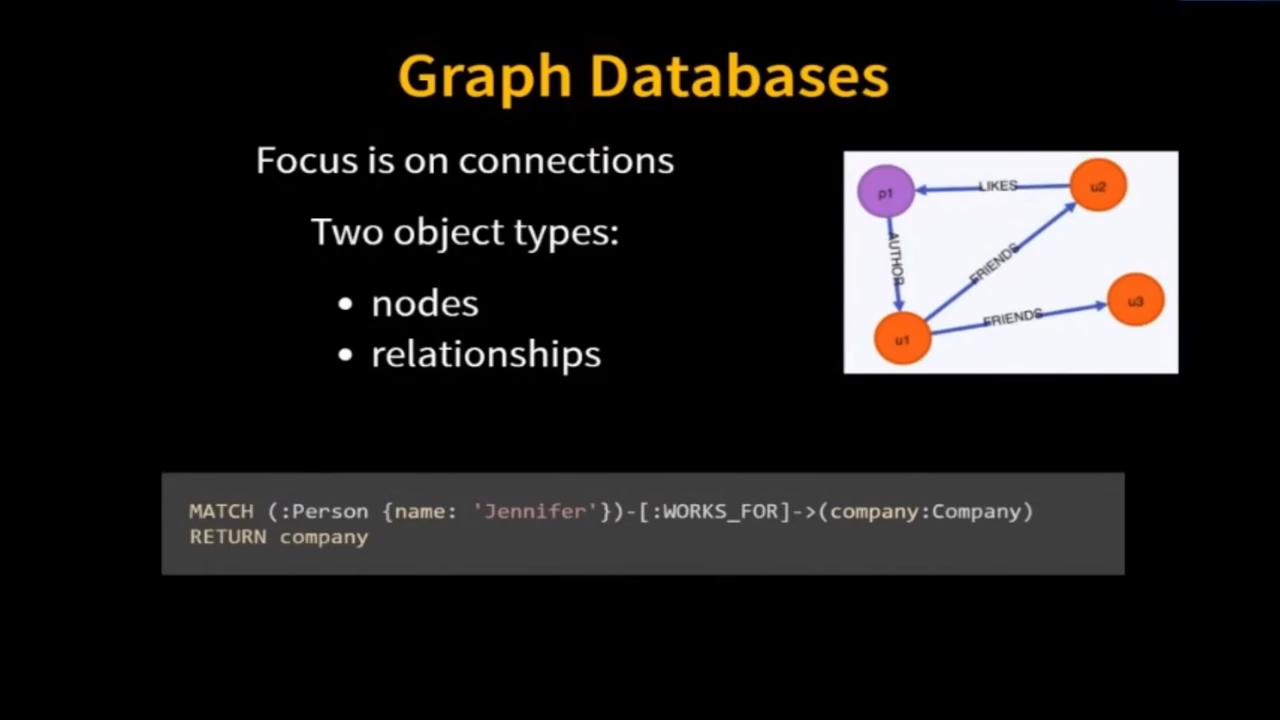 Graph Databases
Focus is on connections
Two object types:
• nodes
• relationships
p1
LIKES
u2
AUTHOR
FRIENDS
u3
FRIENDS
u1
MATCH (:Person {name: 'Jennifer'})-[:WORKS_FOR]->(company:Company)
RETURN company